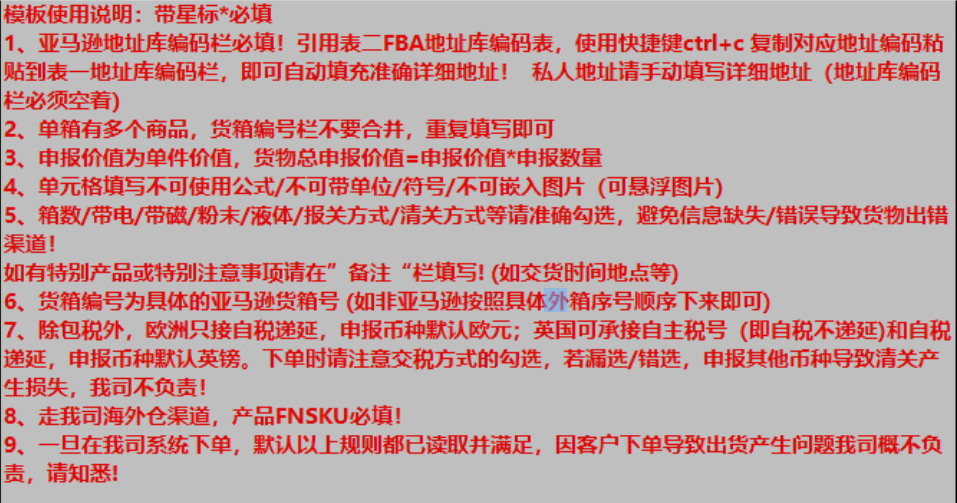 模板使用说明：带星标*必填
1、亚马逊地址库编码栏必填！引用表二FBA地址库编码表，使用快捷键ctrl+c 复制对应地址编码粘
贴到表一地址库编码栏，即可自动填充准确详细地址！ 私人地址请手动填写详细地址（地址库编码
栏必须空着)
2、单箱有多个商品，货箱编号栏不要合并，重复填写即可
3、申报价值为单件价值，货物总申报价值=申报价值*申报数量
4、单元格填写不可使用公式/不可带单位/符号/不可嵌入图片（可悬浮图片)
5、箱数/带电/带磁/粉末/液体/报关方式/清关方式等请准确勾选，避免信息缺失/错误导致货物出错
渠道！
如有特别产品或特别注意事项请在”备注“栏填写! (如交货时间地点等)
6、货箱编号为具体的亚马逊货箱号 (如非亚马逊按照具体外箱序号顺序下来即可)
7、除包税外，欧洲只接自税递延，申报币种默认欧元；英国可承接自主税号（即自税不递延)和自税
递延，申报币种默认英镑。下单时请注意交税方式的勾选，若漏选/错选，申报其他币种导致清关产
生损失，我司不负责！
8、走我司海外仓渠道，产品FNSKU必填！
9、一旦在我司系统下单，默认以上规则都已读取并满足，因客户下单导致出货产生问题我司概不负
责，请知悉!